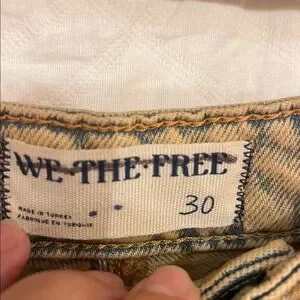 WE THE FREE
30
MADE IN TURKEY
FABRIQUÉ EN TURQUIE